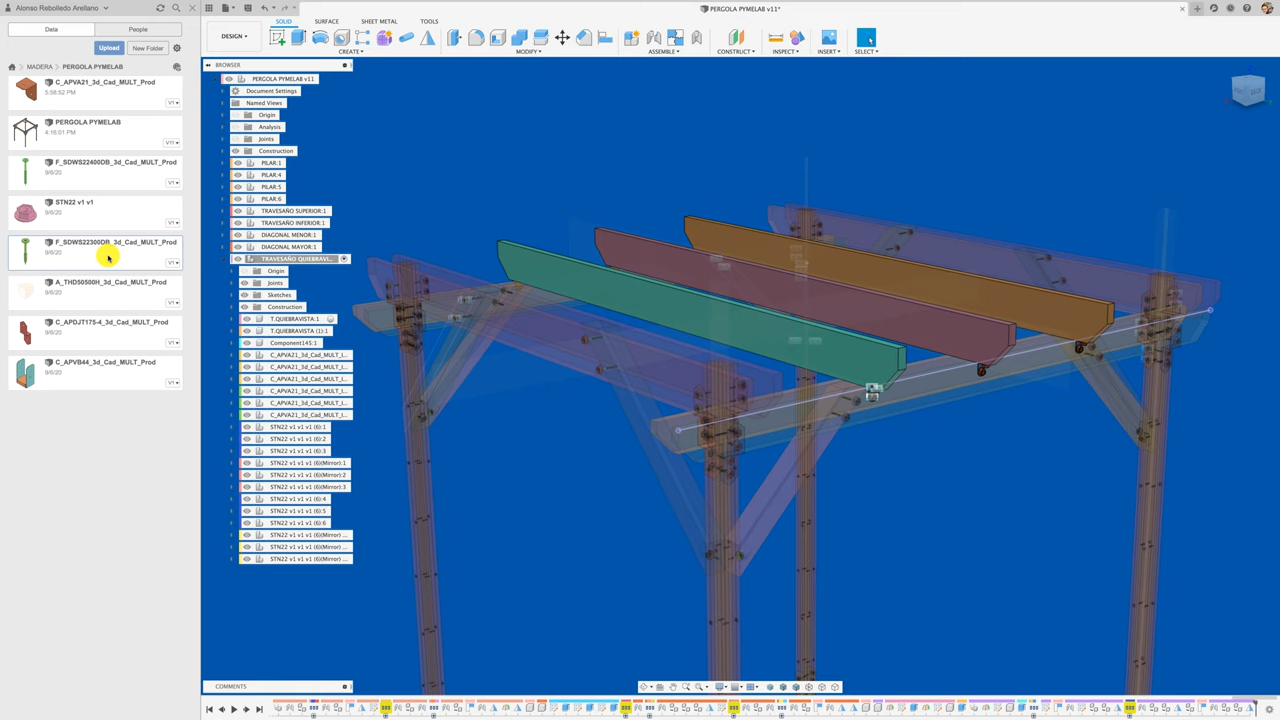 Alonso Rebolledo Arellano
PERGOLA PYMELAB v11*
Data
People
Upload
New Folder
MADERA
PERGOLA PYMELAB
C_APVA21_3d_Cad_MULT_Prod
5:58:52 PM
V1
PERGOLA PYMELAB
4:16:01 PM
V11
F_SDWS22400DB_3d_Cad_MULT_Prod
9/6/20
V1
STN22 v1 v1
9/6/20
V1
F_SDWS22300DB_3d_Cad_MULT_Prod
9/6/20
V1
A_THD50500H_3d_Cad_MULT_Prod
9/6/20
V1
C_APDJT175-4_3d_Cad_MULT_Prod
9/6/20
V1
C_APVB44_3d_Cad_MULT_Prod
9/6/20
V1
DESIGN
SOLID
SURFACE
SHEET METAL
TOOLS
CREATE
MODIFY
ASSEMBLE
CONSTRUCT
INSPECT
INSERT
SELECT
BROWSER
PERGOLA PYMELAB v11
Document Settings
Named Views
Origin
Analysis
Joints
Construction
PILAR:1
PILAR:4
PILAR:5
PILAR:6
TRAVESAÑO SUPERIOR:1
TRAVESAÑO INFERIOR:1
DIAGONAL MENOR:1
DIAGONAL MAYOR:1
TRAVESAÑO QUIEBRAVI...
Origin
Joints
Sketches
Construction
T.QUIEBRAVISTA:1
T.QUIEBRAVISTA (1):1
Component145:1
C_APVA21_3d_Cad_MULT_I...
C_APVA21_3d_Cad_MULT_I...
C_APVA21_3d_Cad_MULT_I...
C_APVA21_3d_Cad_MULT_I...
C_APVA21_3d_Cad_MULT_I...
C_APVA21_3d_Cad_MULT_I...
STN22 v1 v1 v1 (6):1
STN22 v1 v1 v1 (6):2
STN22 v1 v1 v1 (6):3
STN22 v1 v1 v1 (6)(Mirror):1
STN22 v1 v1 v1 (6)(Mirror):2
STN22 v1 v1 v1 (6)(Mirror):3
STN22 v1 v1 v1 (6):4
STN22 v1 v1 v1 (6):5
STN22 v1 v1 v1 (6):6
STN22 v1 v1 v1 (6)(Mirror) ...
STN22 v1 v1 v1 (6)(Mirror) ...
STN22 v1 v1 v1 (6)(Mirror) ...
COMMENTS